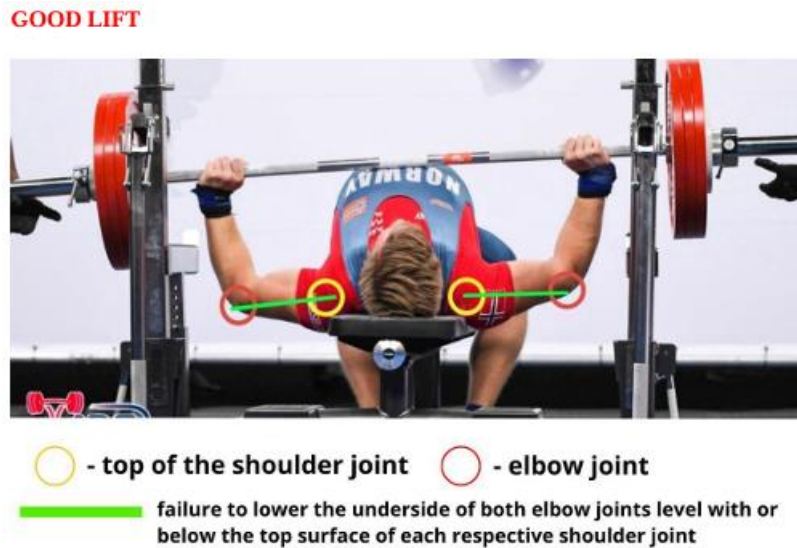 GOOD LIFT
NORWAY
- top of the shoulder joint
- elbow joint
failure to lower the underside of both elbow joints level with or
below the top surface of each respective shoulder joint